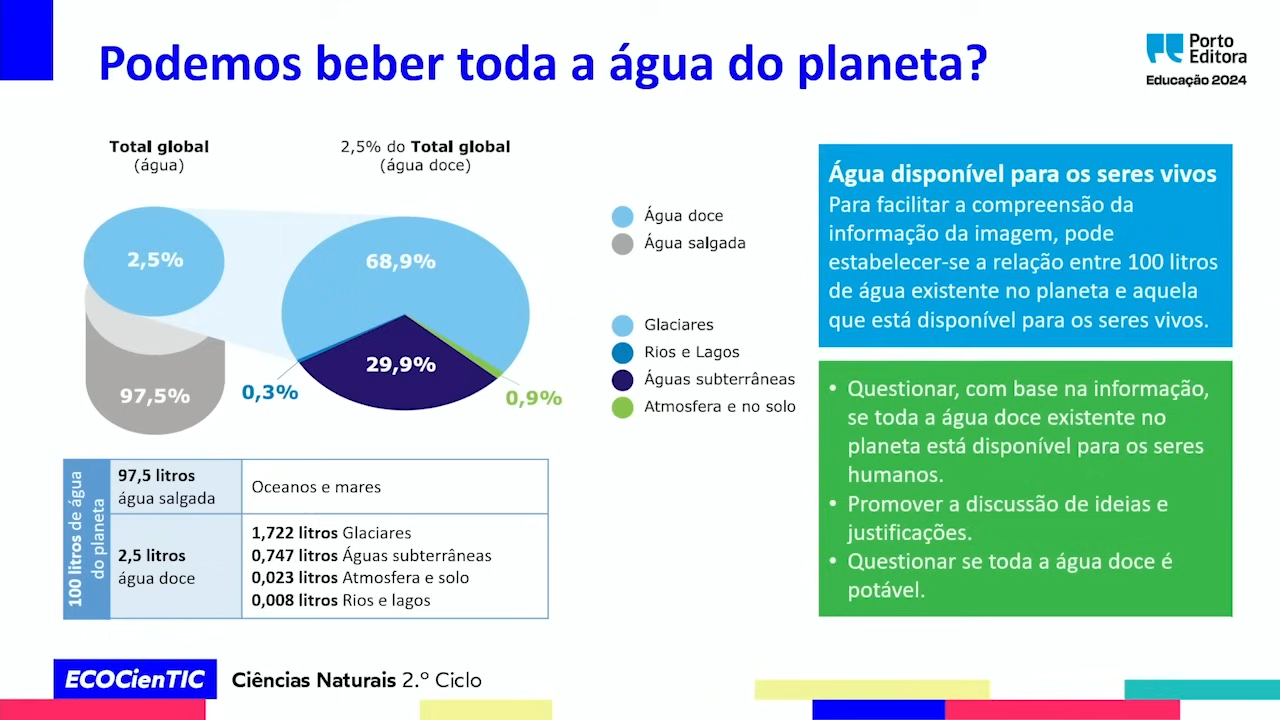 Podemos beber toda a água do planeta?
Porto
Editora
Educação 2024
Total global
(água)
2,5% do Total global
(água doce)
2,5%
97,5%
68,9%
29,9%
0,3%
0,9%
Água doce
Água salgada
Glaciares
Rios e Lagos
Águas subterrâneas
Atmosfera e no solo
100 litros de água
do planeta
97,5 litros
água salgada
Oceanos e mares
2,5 litros
água doce
1,722 litros Glaciares
0,747 litros Águas subterrâneas
0,023 litros Atmosfera e solo
0,008 litros Rios e lagos
Água disponível para os seres vivos
Para facilitar a compreensão da
informação da imagem, pode
estabelecer-se a relação entre 100 litros
de água existente no planeta e aquela
que está disponível para os seres vivos.
• Questionar, com base na informação,
se toda a água doce existente no
planeta está disponível para os seres
humanos.
• Promover a discussão de ideias e
justificações.
• Questionar se toda a água doce é
potável.
ECOCienTIC
Ciências Naturais 2.º Ciclo